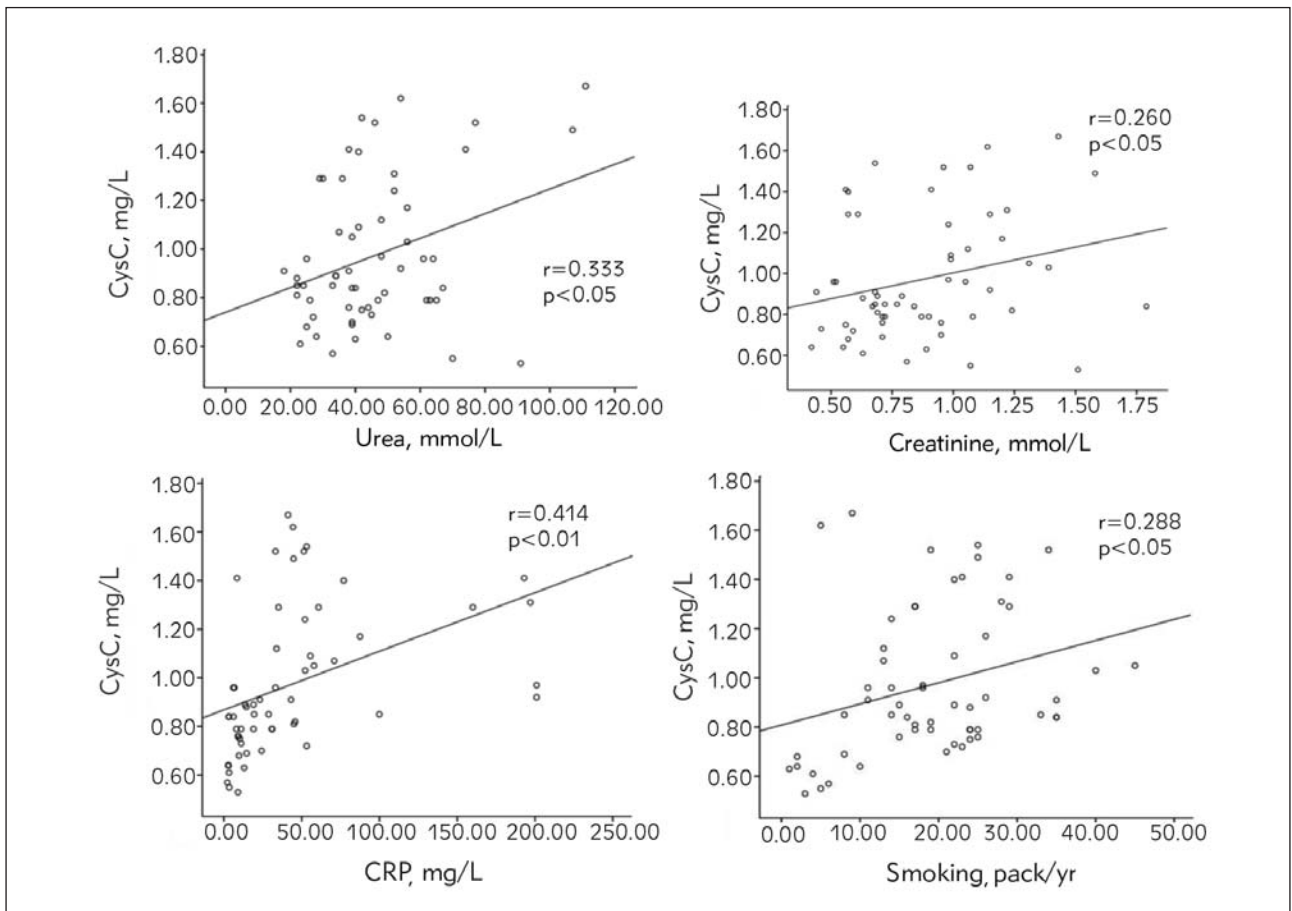 1.80
1.60
1.40
1.20
1.00
0.80
0.60
CysC, mg/L
r=0.333
p<0.05
0.00 20.00 40.00 60.00 80.00 100.00 120.00
Urea, mmol/L
1.80
1.60
1.40
1.20
1.00
0.80
0.60
CysC, mg/L
r=0.260
p<0.05
0.50 0.75 1.00 1.25 1.50 1.75
Creatinine, mmol/L
1.80
1.60
1.40
1.20
1.00
0.80
0.60
CysC, mg/L
r=0.414
p<0.01
0.00 50.00 100.00 150.00 200.00 250.00
CRP, mg/L
1.80
1.60
1.40
1.20
1.00
0.80
0.60
CysC, mg/L
r=0.288
p<0.05
0.00 10.00 20.00 30.00 40.00 50.00
Smoking, pack/yr